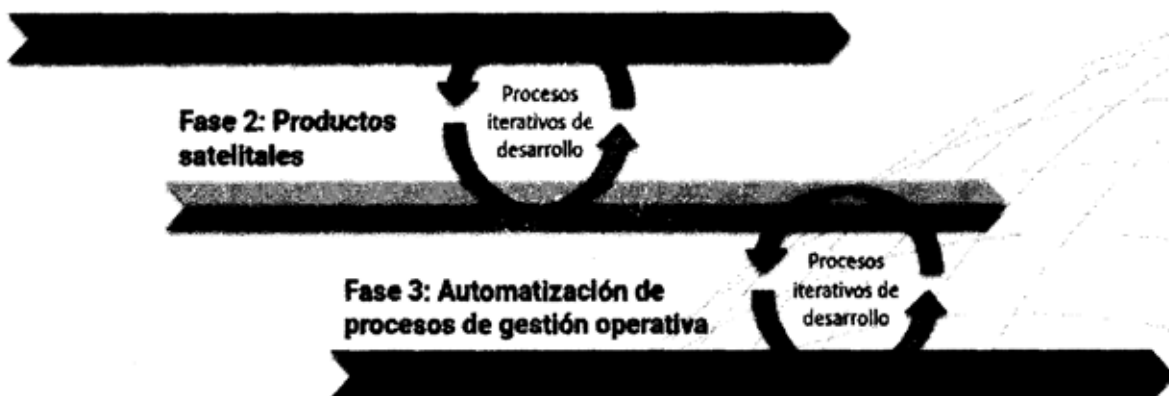 Procesos
iterativos de
desarrollo
Fase 2: Productos
satelitales
Procesos
iterativos de
desarrollo
Fase 3: Automatización de
procesos de gestión operativa